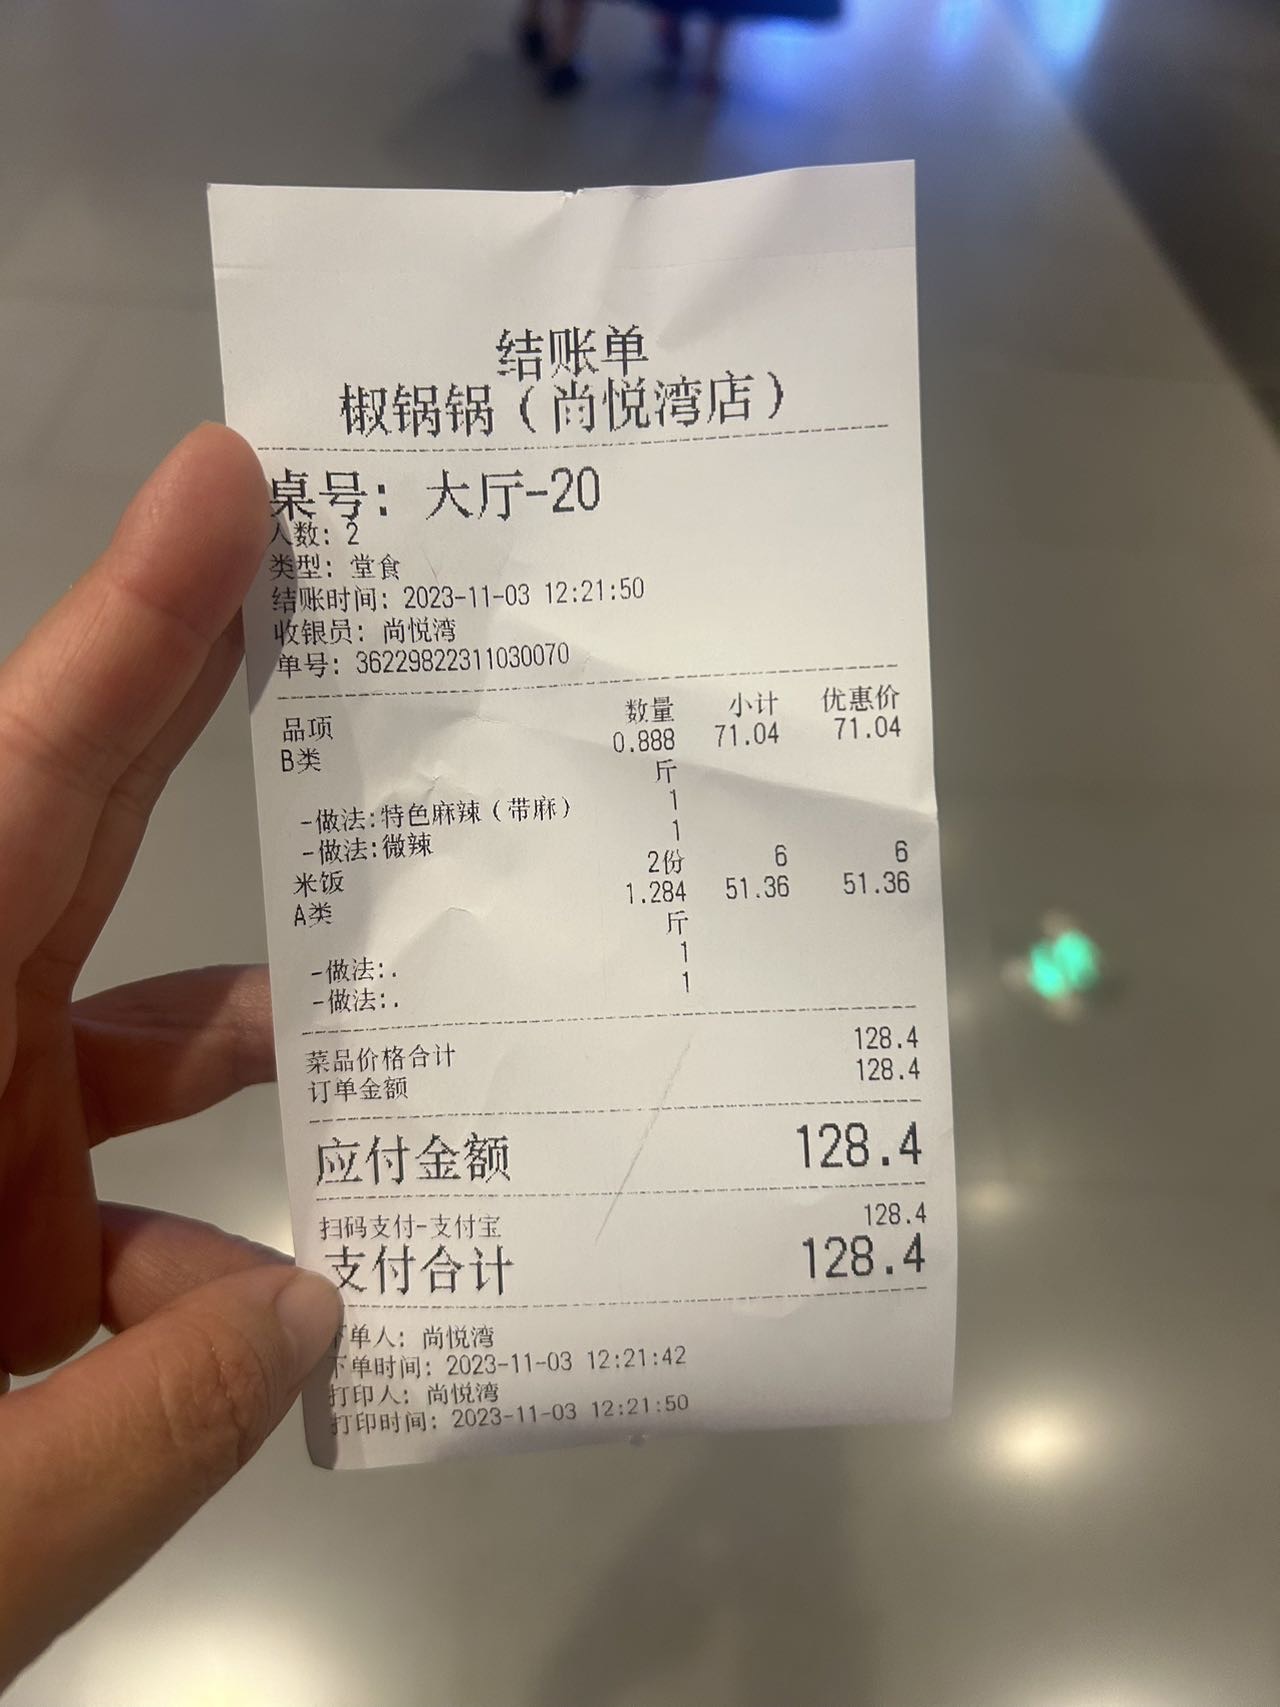 结账单
椒锅锅（尚悦湾店）
桌号：大厅-20
人数：2
类型：堂食
结账时间：2023-11-03 12:21:50
收银员：尚悦湾
单号：36229822311030070
品项 数量 小计 优惠价
B类 0.888 71.04 71.04
斤
-做法:特色麻辣（带麻） 1
-做法:微辣 1
米饭 2份 6 6
A类 1.284 51.36 51.36
斤
-做法:. 1
-做法:. 1
菜品价格合计 128.4
订单金额 128.4
应付金额 128.4
扫码支付-支付宝 128.4
支付合计 128.4
下单人：尚悦湾
下单时间：2023-11-03 12:21:42
打印人：尚悦湾
打印时间：2023-11-03 12:21:50